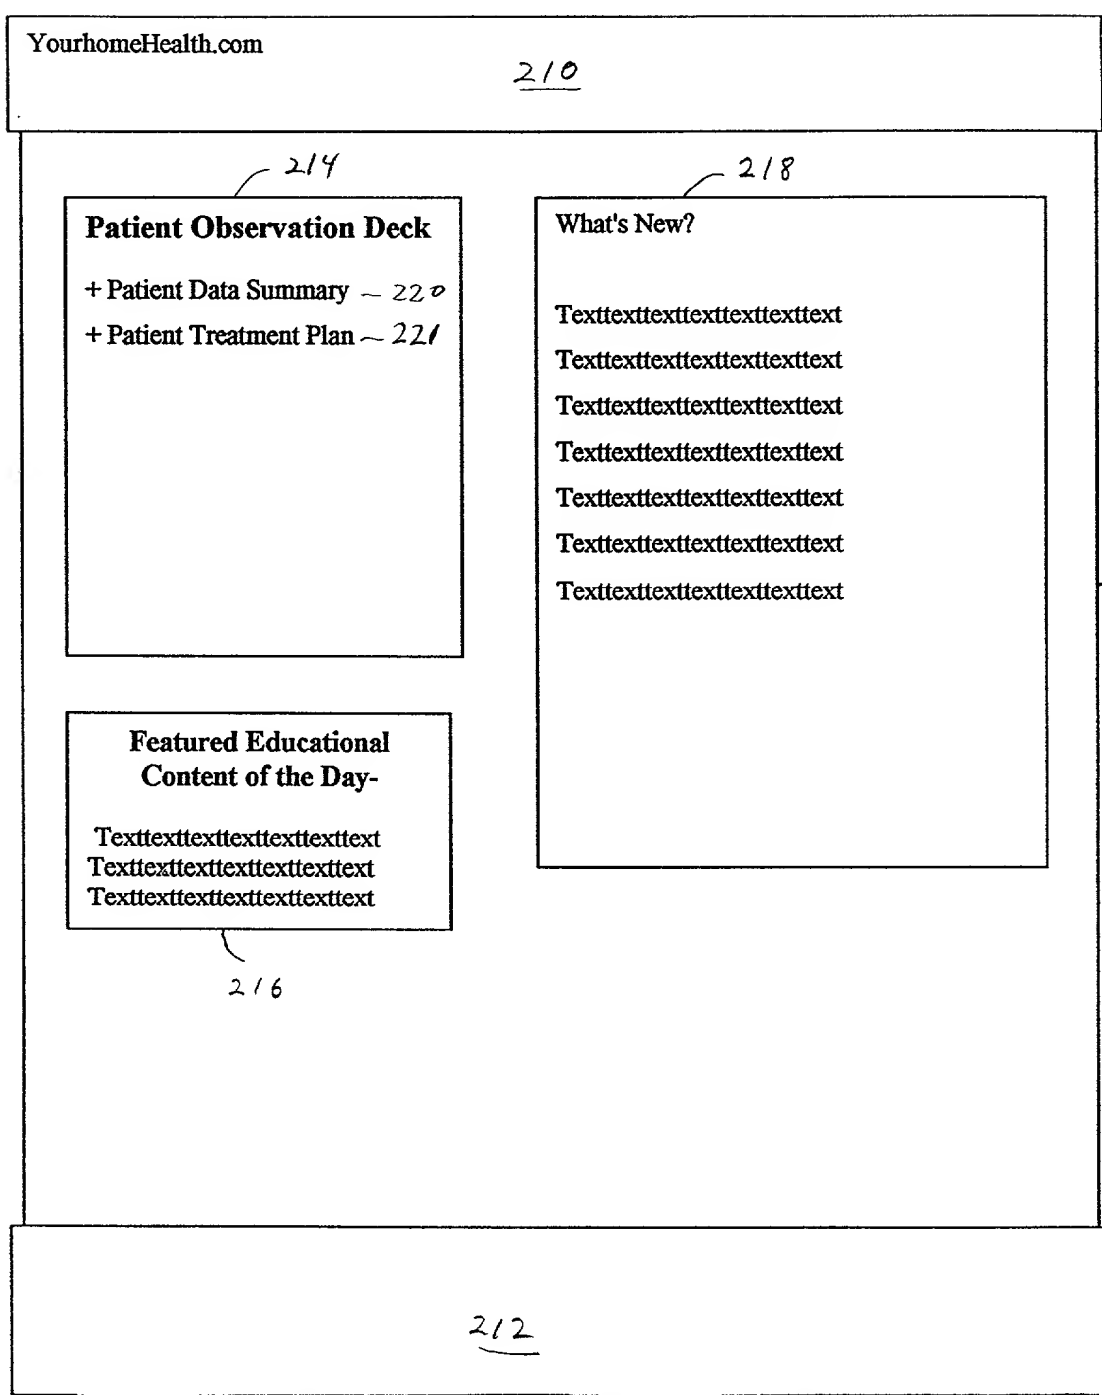 YourhomeHealth.com
210
214
Patient Observation Deck
+ Patient Data Summary - 220
+ Patient Treatment Plan - 221
218
What's New?
Texttexttexttexttexttexttext
Texttexttexttexttexttexttext
Texttexttexttexttexttexttext
Texttexttexttexttexttexttext
Texttexttexttexttexttexttext
Texttexttexttexttexttexttext
Texttexttexttexttexttexttext
Featured Educational
Content of the Day-
Texttexttexttexttexttexttext
Texttexttexttexttexttexttext
Texttexttexttexttexttexttext
216
212